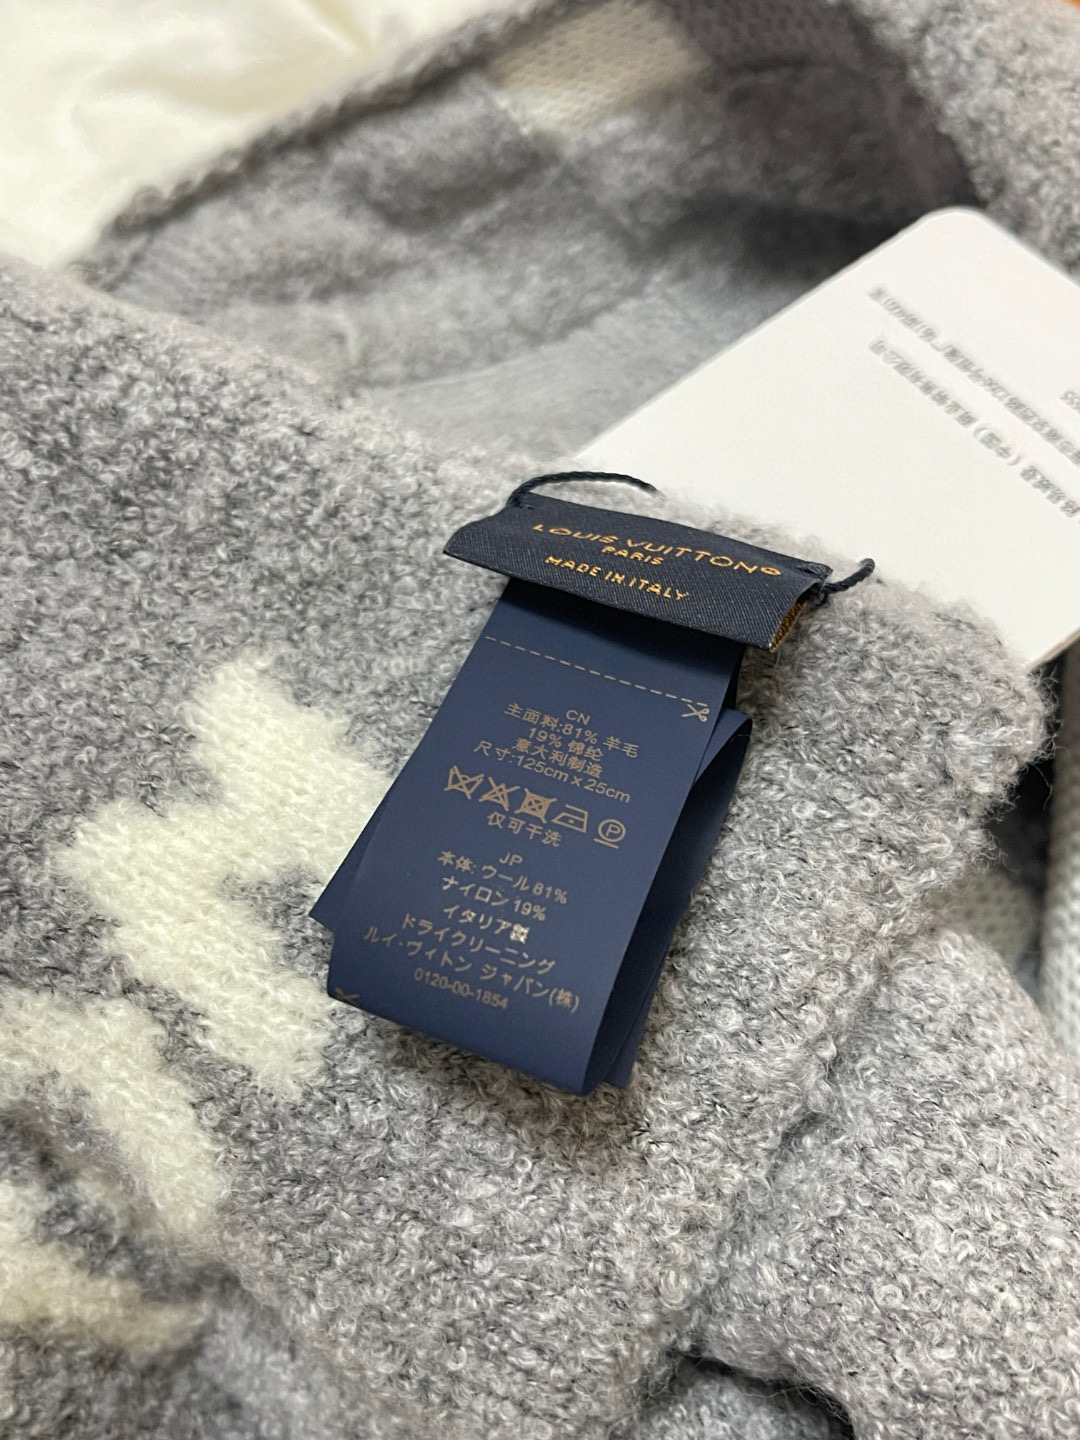 LOUIS VUITTON®
PARIS
MADE IN ITALY
CN
主面料:81% 羊毛
19% 锦纶
意大利制造
尺寸:125cm x 25cm
P
仅可干洗
JP
本体: ウール 81%
ナイロン 19%
イタリア製
ドライクリーニング
ルイ・ヴィトン ジャパン(株)
0120-00-1854